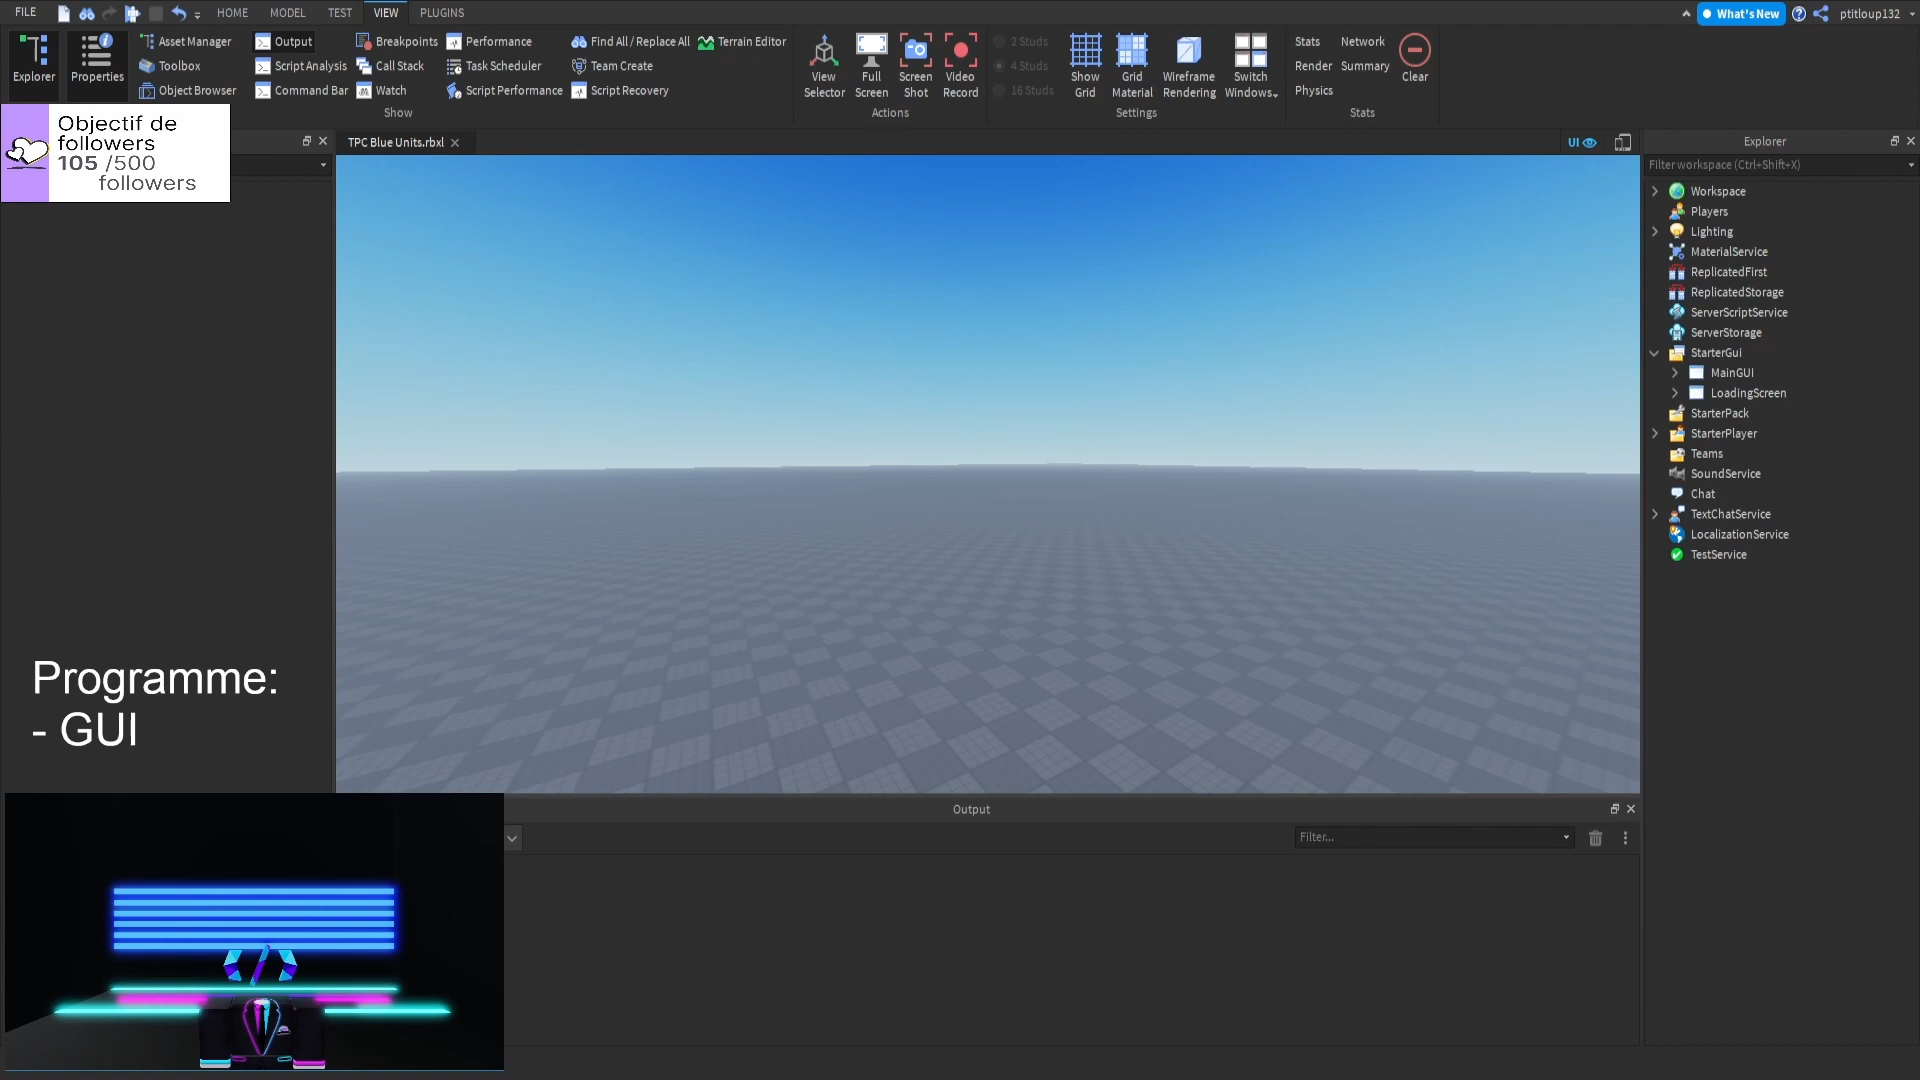 FILE
HOME
MODEL
TEST
VIEW
PLUGINS
What's New
ptitloup132
Explorer
Properties
Asset Manager
Toolbox
Object Browser
Output
Script Analysis
Command Bar
Breakpoints
Call Stack
Watch
Performance
Task Scheduler
Script Performance
Find All / Replace All
Team Create
Script Recovery
Terrain Editor
Show
View
Selector
Full
Screen
Screen
Shot
Video
Record
Actions
2 Studs
4 Studs
16 Studs
Show
Grid
Grid
Material
Wireframe
Rendering
Switch
Windows
Settings
Stats
Network
Render
Summary
Physics
Clear
Stats
Objectif de
followers
105 /500
followers
TPC Blue Units.rbxl
UI
Explorer
Filter workspace (Ctrl+Shift+X)
Workspace
Players
Lighting
MaterialService
ReplicatedFirst
ReplicatedStorage
ServerScriptService
ServerStorage
StarterGui
MainGUI
LoadingScreen
StarterPack
StarterPlayer
Teams
SoundService
Chat
TextChatService
LocalizationService
TestService
Programme:
- GUI
Output
Filter...